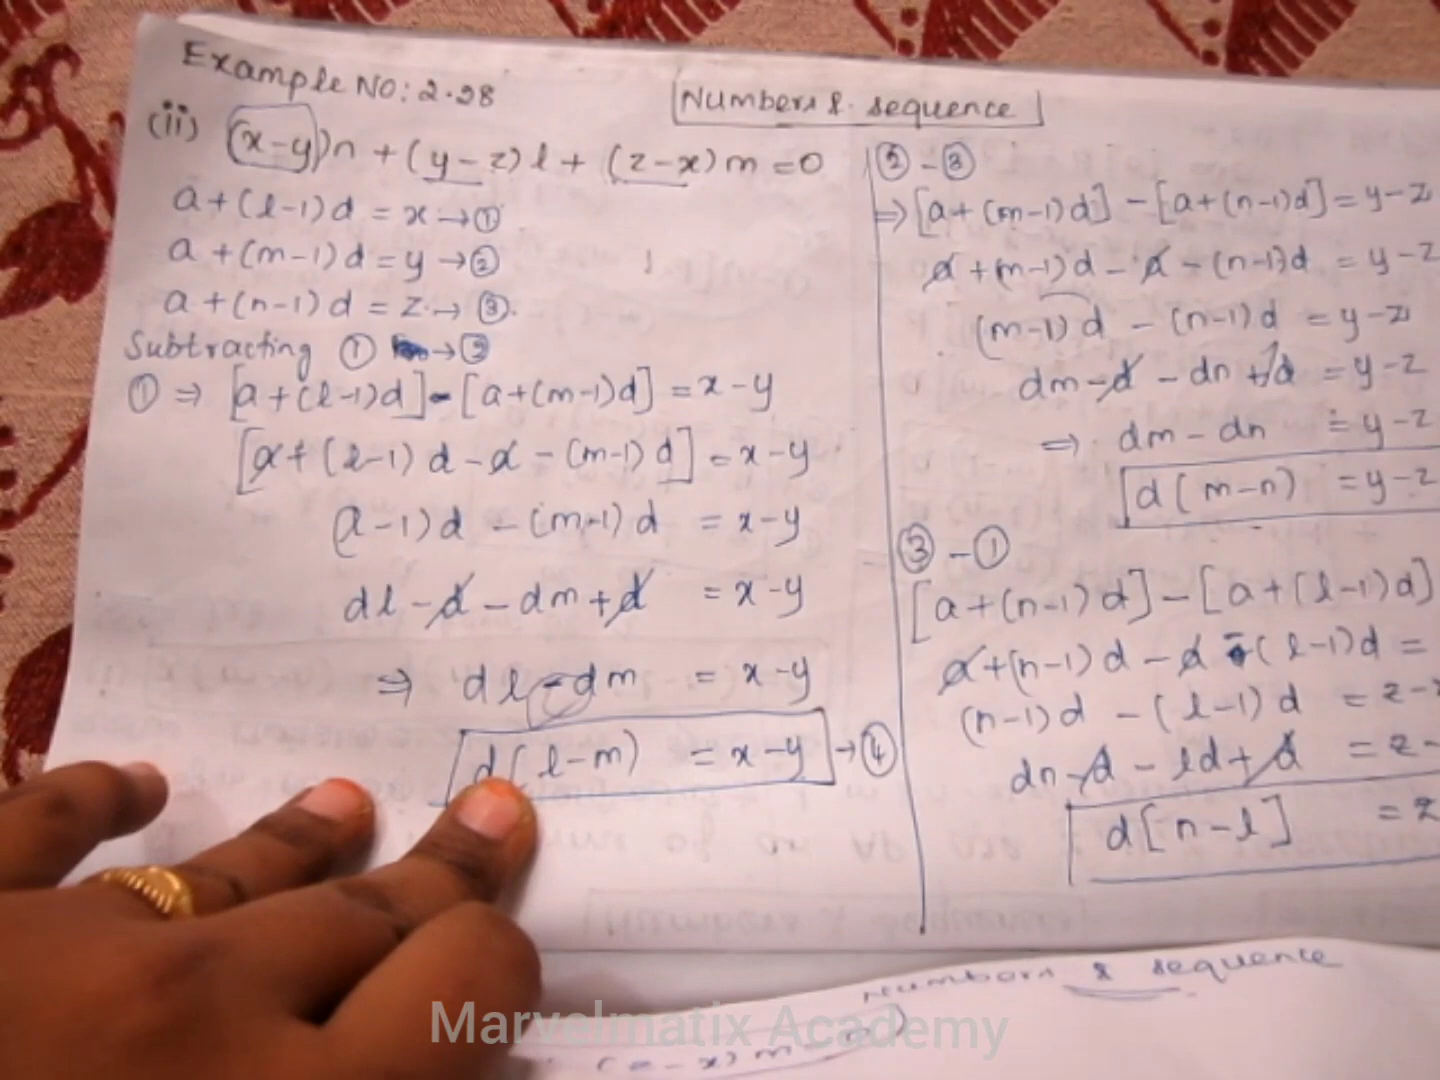 Example NO: 2.28
Numbers & sequence
(ii) (x-y)n + (y-z)l + (z-x)m = 0
a+(l-1)d = x → ①
a+(m-1)d = y → ②
a+(n-1)d = z → ③
Subtracting ① → ②
① ⇒ [a+(l-1)d] - [a+(m-1)d] = x-y
[a+(l-1)d - a - (m-1)d] = x-y
(l-1)d - (m-1)d = x-y
dl - d - dm + d = x-y
⇒ dl - dm = x-y
d(l-m) = x-y → ④
② - ③
⇒ [a+(m-1)d] - [a+(n-1)d] = y-z
a+(m-1)d - a - (n-1)d = y-z
(m-1)d - (n-1)d = y-z
dm - d - dn + d = y-z
⇒ dm - dn = y-z
d(m-n) = y-z
③ - ①
[a+(n-1)d] - [a+(l-1)d]
a+(n-1)d - a - (l-1)d =
(n-1)d - (l-1)d = z-
dn - d - ld + d = z-
d[n-l] = z
Numbers & sequence
(z-x)m
Marvelmatix Academy